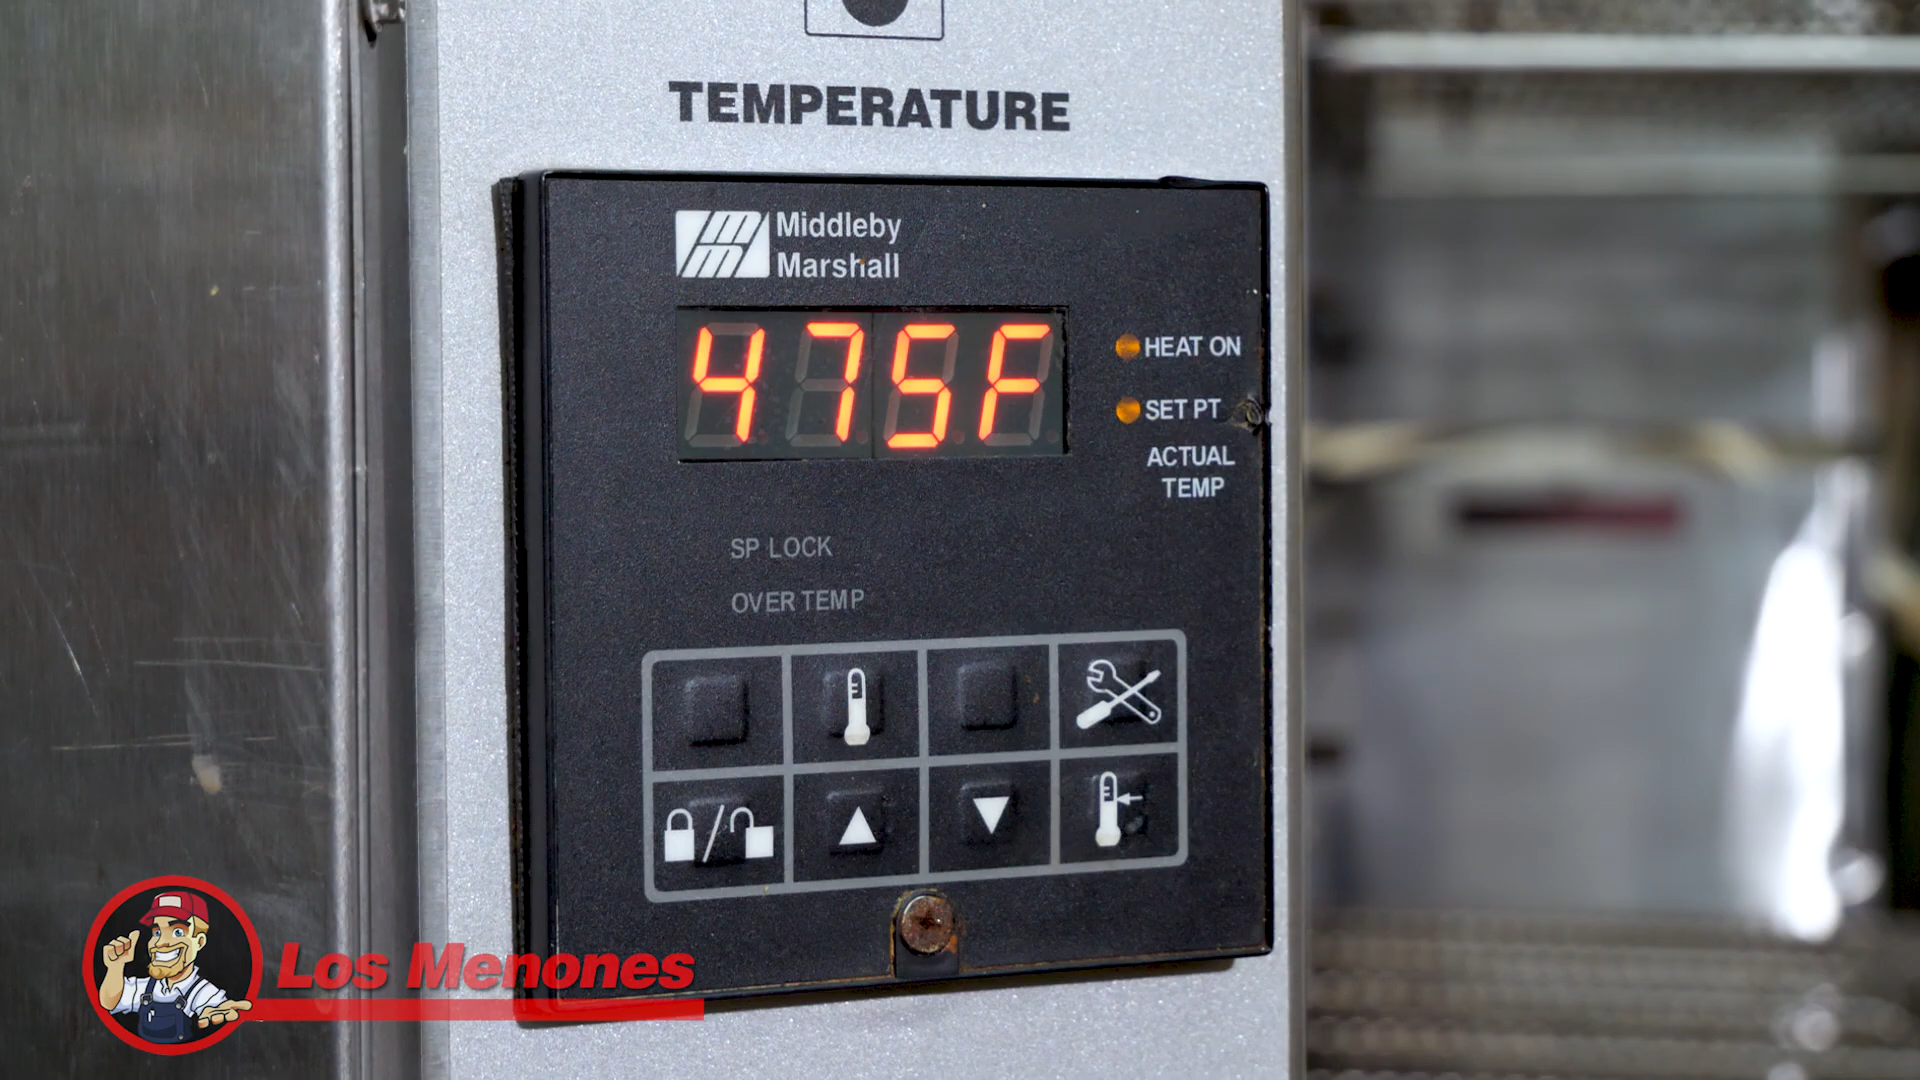 TEMPERATURE
Middleby
Marshall
475F
HEAT ON
SET PT
ACTUAL
TEMP
SP LOCK
OVER TEMP
Los Menones